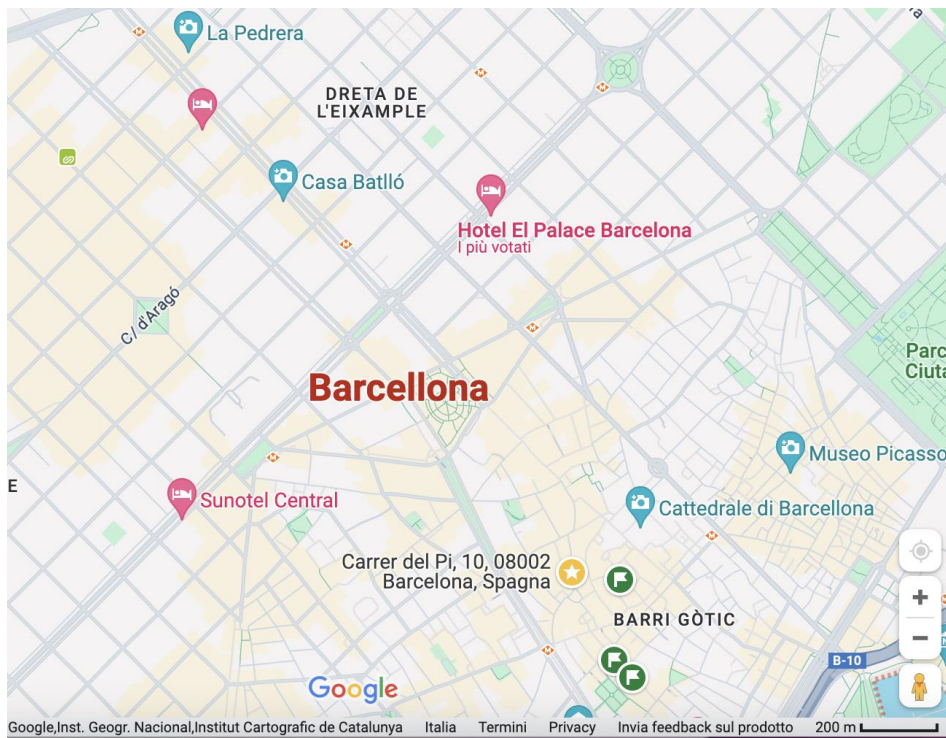 La Pedrera
DRETA DE
L'EIXAMPLE
Casa Batlló
Hotel El Palace Barcelona
I più votati
C/ d'Aragó
Parc
Ciuta
Barcellona
Museo Picasso
E
Sunotel Central
Cattedrale di Barcellona
Carrer del Pi, 10, 08002
Barcelona, Spagna
BARRI GÒTIC
B-10
Google
Google,Inst. Geogr. Nacional,Institut Cartografic de Catalunya Italia Termini Privacy Invia feedback sul prodotto 200 m